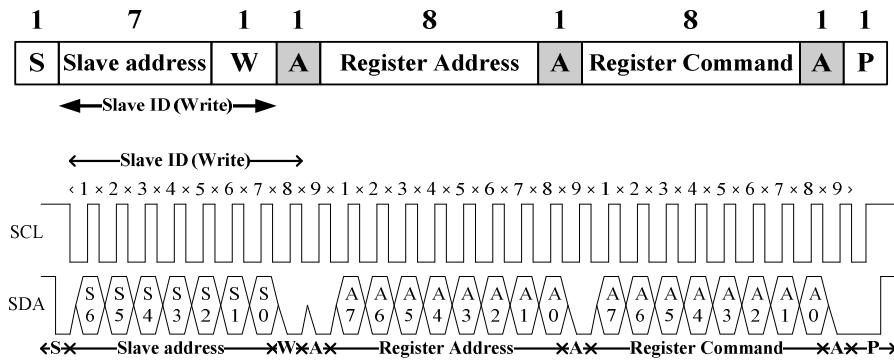 1 7 1 1 8 1 8 1 1
S Slave address W A Register Address A Register Command A P
Slave ID (Write)
Slave ID (Write)
‹ 1 × 2 × 3 × 4 × 5 × 6 × 7 × 8 × 9 × 1 × 2 × 3 × 4 × 5 × 6 × 7 × 8 × 9 × 1 × 2 × 3 × 4 × 5 × 6 × 7 × 8 × 9 ›
SCL
SDA S6 S5 S4 S3 S2 S1 S0 A7 A6 A5 A4 A3 A2 A1 A0 A7 A6 A5 A4 A3 A2 A1 A0
S Slave address W A Register Address A Register Command A P